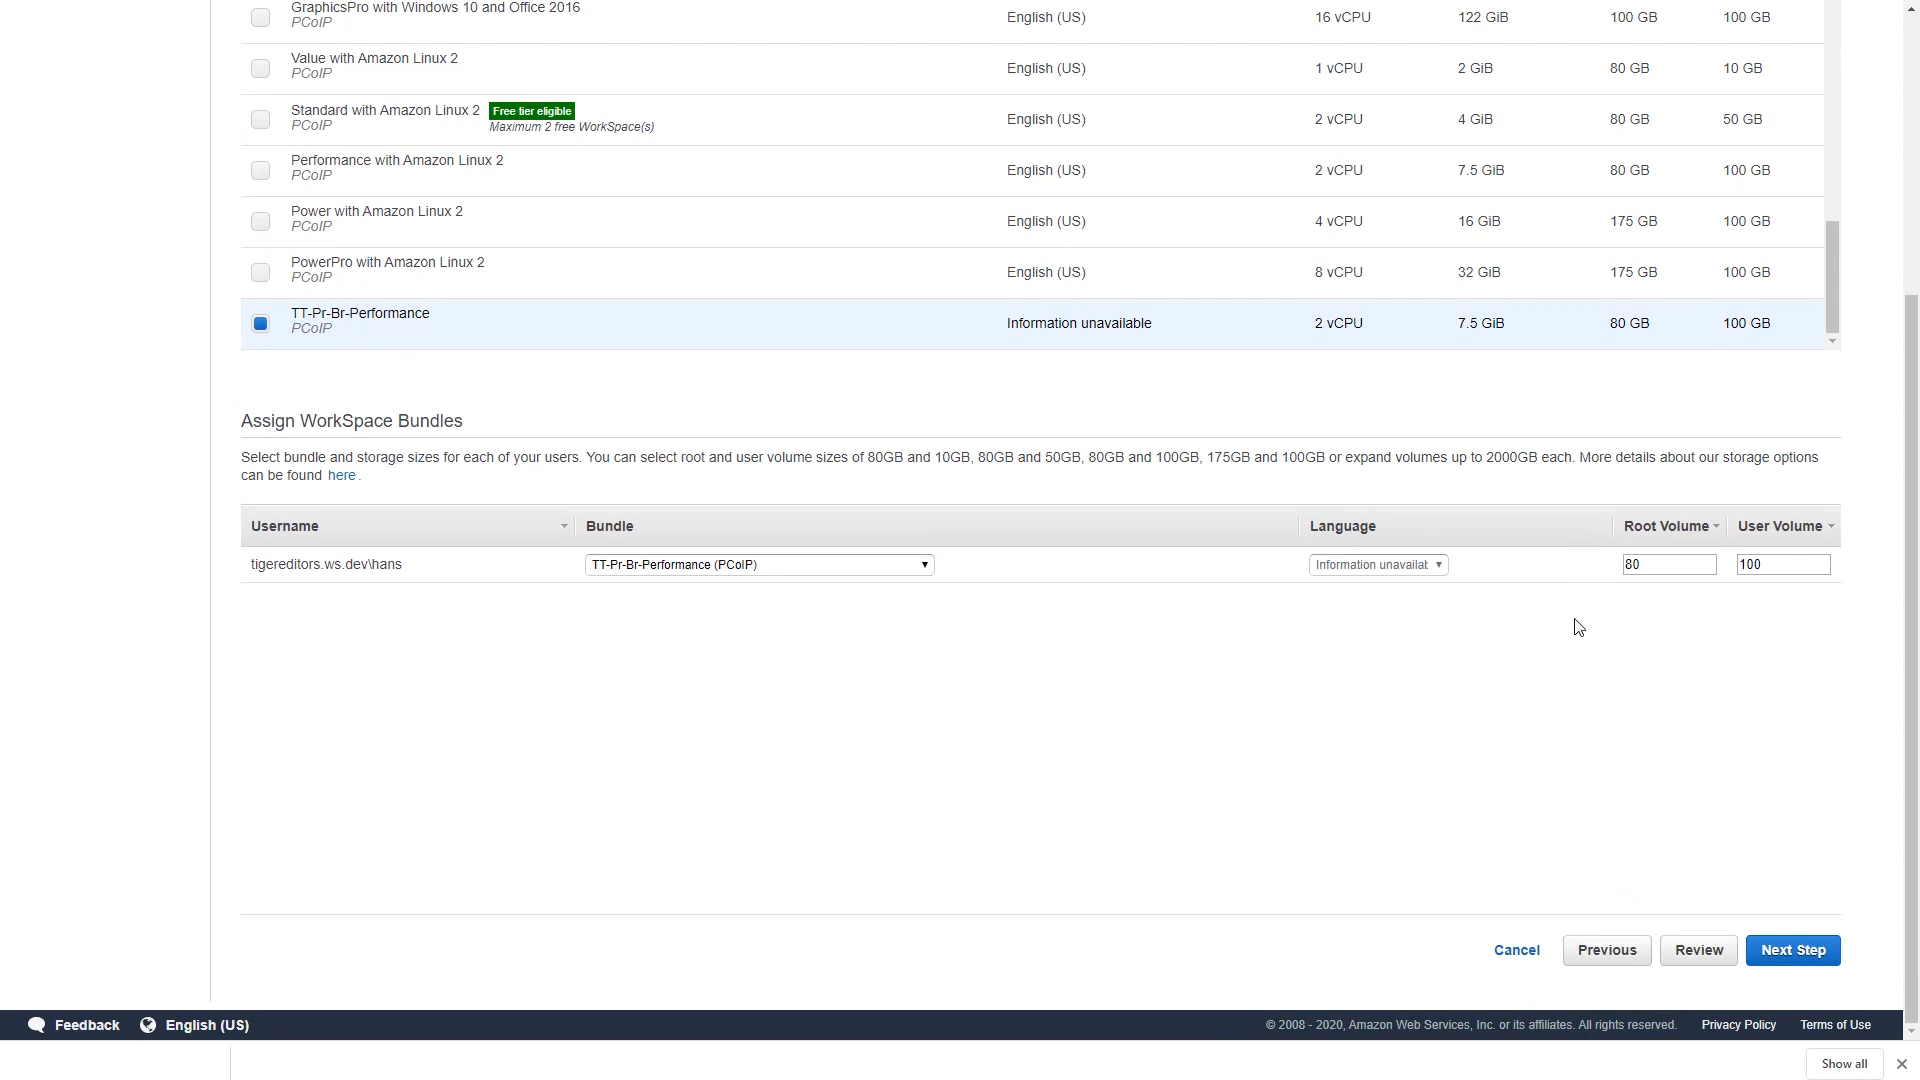 GraphicsPro with Windows 10 and Office 2016
PCoIP
English (US) 16 vCPU 122 GiB 100 GB 100 GB
Value with Amazon Linux 2
PCoIP
English (US) 1 vCPU 2 GiB 80 GB 10 GB
Standard with Amazon Linux 2 Free tier eligible
PCoIP Maximum 2 free WorkSpace(s)
English (US) 2 vCPU 4 GiB 80 GB 50 GB
Performance with Amazon Linux 2
PCoIP
English (US) 2 vCPU 7.5 GiB 80 GB 100 GB
Power with Amazon Linux 2
PCoIP
English (US) 4 vCPU 16 GiB 175 GB 100 GB
PowerPro with Amazon Linux 2
PCoIP
English (US) 8 vCPU 32 GiB 175 GB 100 GB
TT-Pr-Br-Performance
PCoIP
Information unavailable 2 vCPU 7.5 GiB 80 GB 100 GB
Assign WorkSpace Bundles
Select bundle and storage sizes for each of your users. You can select root and user volume sizes of 80GB and 10GB, 80GB and 50GB, 80GB and 100GB, 175GB and 100GB or expand volumes up to 2000GB each. More details about our storage options
can be found here .
Username Bundle Language Root Volume User Volume
tigereditors.ws.dev\hans TT-Pr-Br-Performance (PCoIP) Information unavailat 80 100
Cancel Previous Review Next Step
Feedback English (US) © 2008 - 2020, Amazon Web Services, Inc. or its affiliates. All rights reserved. Privacy Policy Terms of Use
Show all